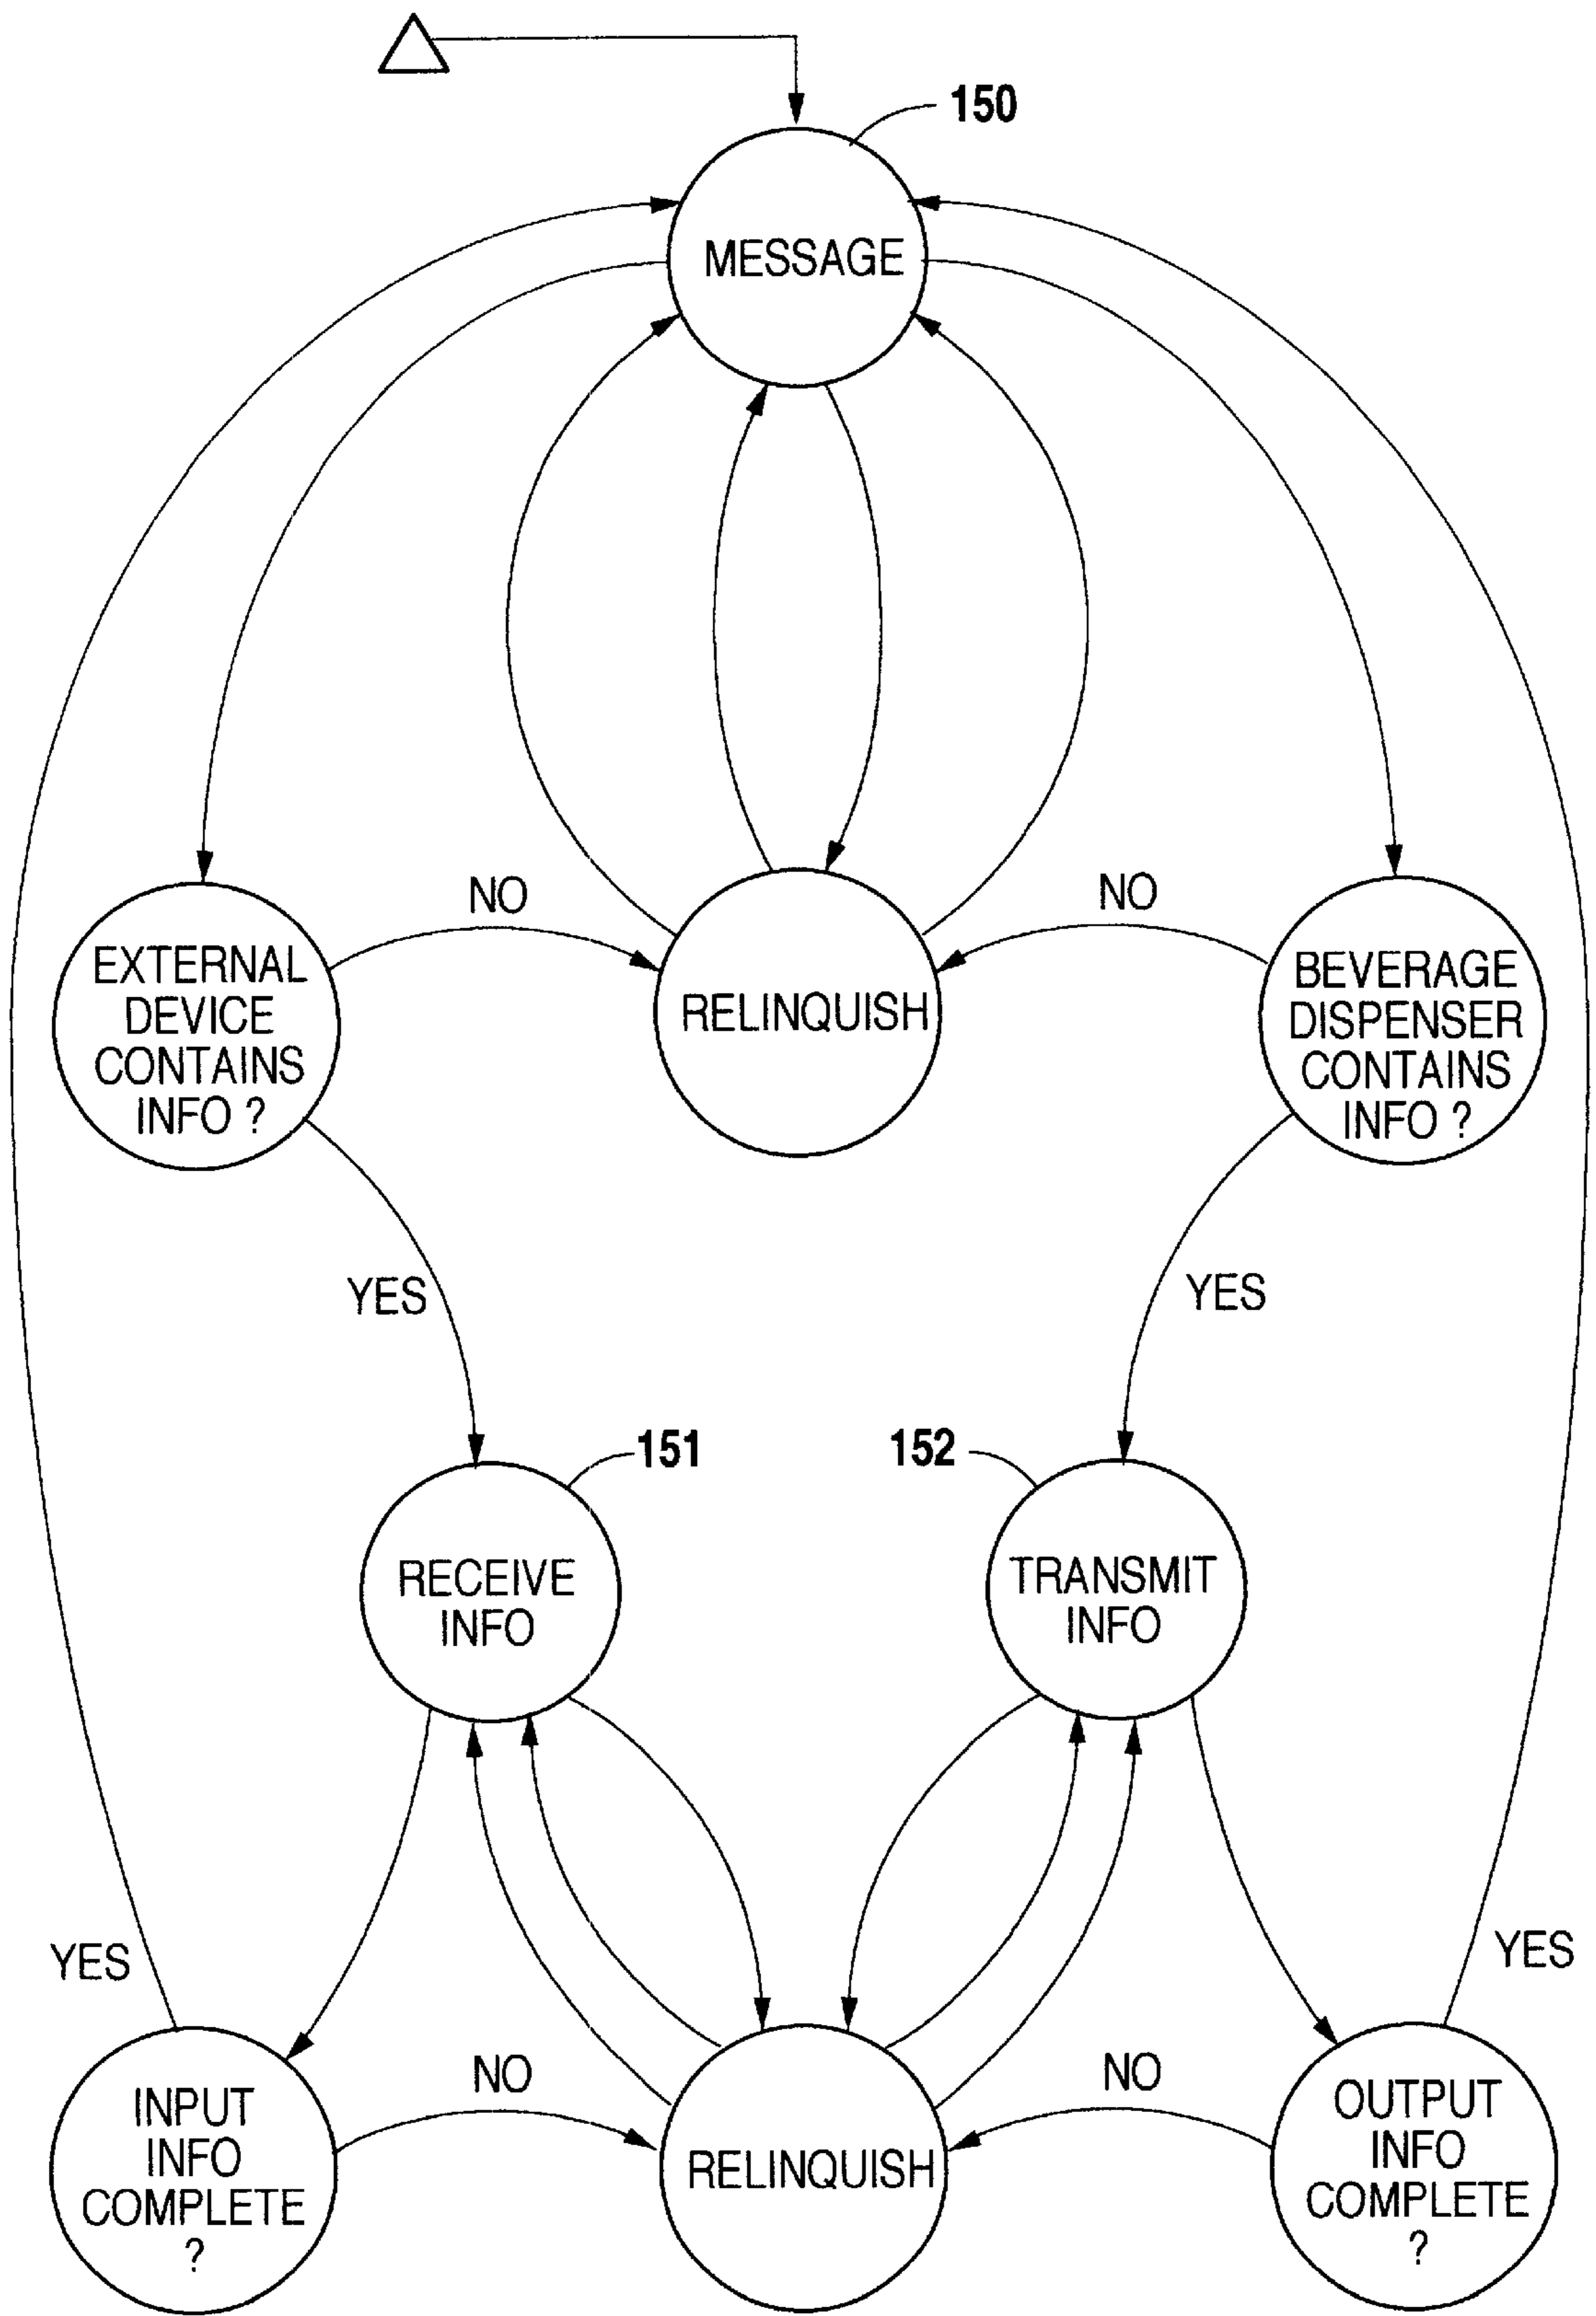 150
MESSAGE
NO
NO
EXTERNAL
DEVICE
CONTAINS
INFO ?
RELINQUISH
BEVERAGE
DISPENSER
CONTAINS
INFO ?
YES
YES
151
152
RECEIVE
INFO
TRANSMIT
INFO
YES
YES
NO
NO
INPUT
INFO
COMPLETE
?
RELINQUISH
OUTPUT
INFO
COMPLETE
?